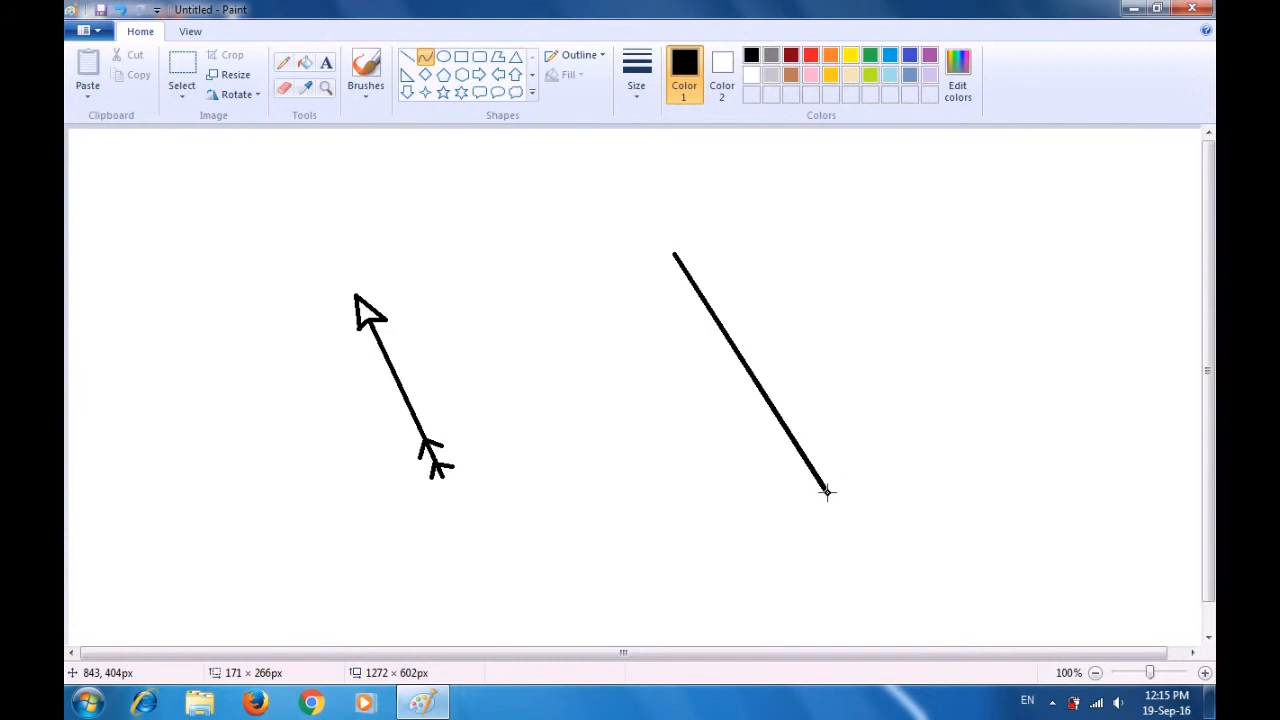 Untitled - Paint
Home View
Paste
Cut
Copy
Clipboard
Select
Crop
Resize
Rotate
Image
A
Tools
Brushes
Outline
Fill
Shapes
Size
Color 1
Color 2
Edit colors
Colors
843, 404px 171 × 266px 1272 × 602px 100%
EN 12:15 PM
19-Sep-16